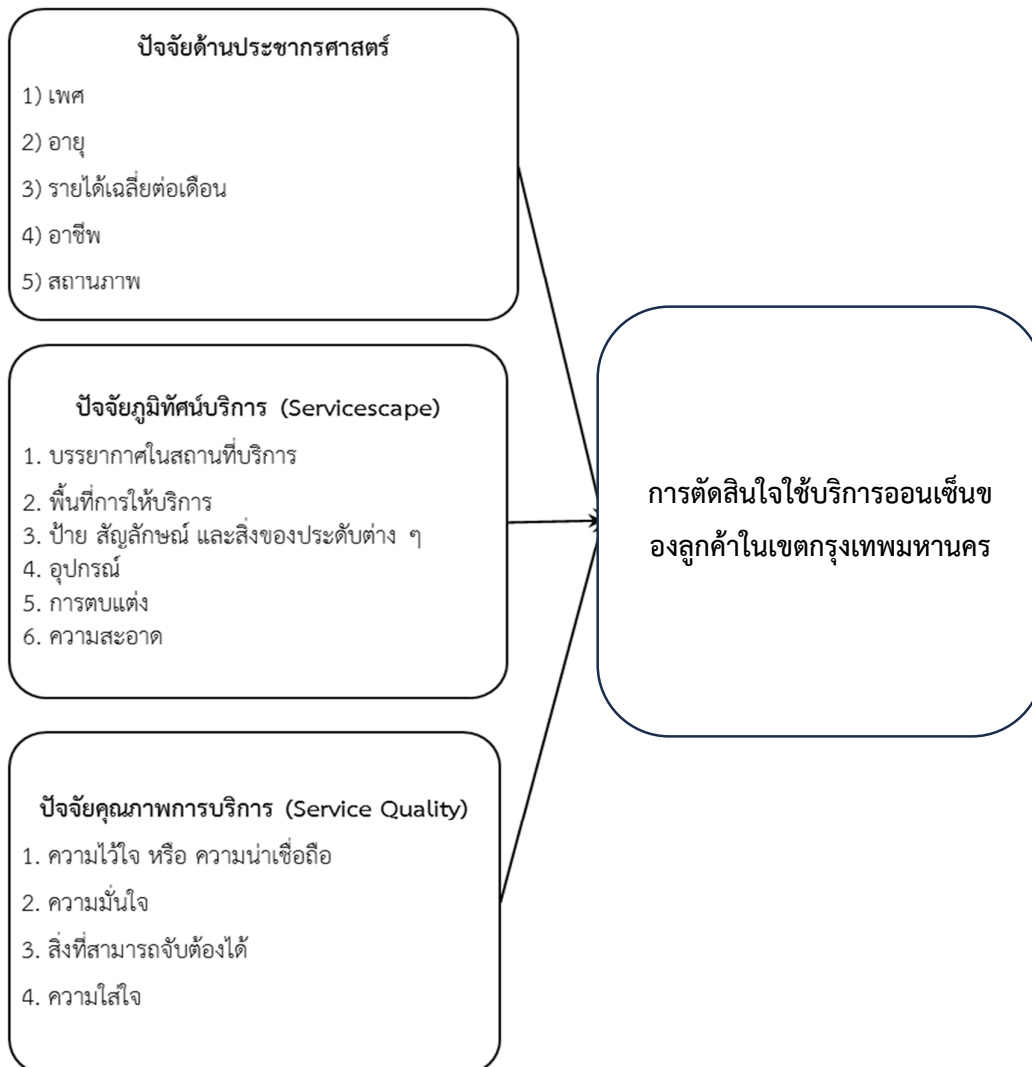 ปัจจัยด้านประชากรศาสตร์
1) เพศ
2) อายุ
3) รายได้เฉลี่ยต่อเดือน
4) อาชีพ
5) สถานภาพ
ปัจจัยภูมิทัศน์บริการ (Servicescape)
1. บรรยากาศในสถานที่บริการ
2. พื้นที่การให้บริการ
3. ป้าย สัญลักษณ์ และสิ่งของประดับต่าง ๆ
4. อุปกรณ์
5. การตบแต่ง
6. ความสะอาด
ปัจจัยคุณภาพการบริการ (Service Quality)
1. ความไว้ใจ หรือ ความน่าเชื่อถือ
2. ความมั่นใจ
3. สิ่งที่สามารถจับต้องได้
4. ความใส่ใจ
การตัดสินใจใช้บริการออนเซ็นข
องลูกค้าในเขตกรุงเทพมหานคร